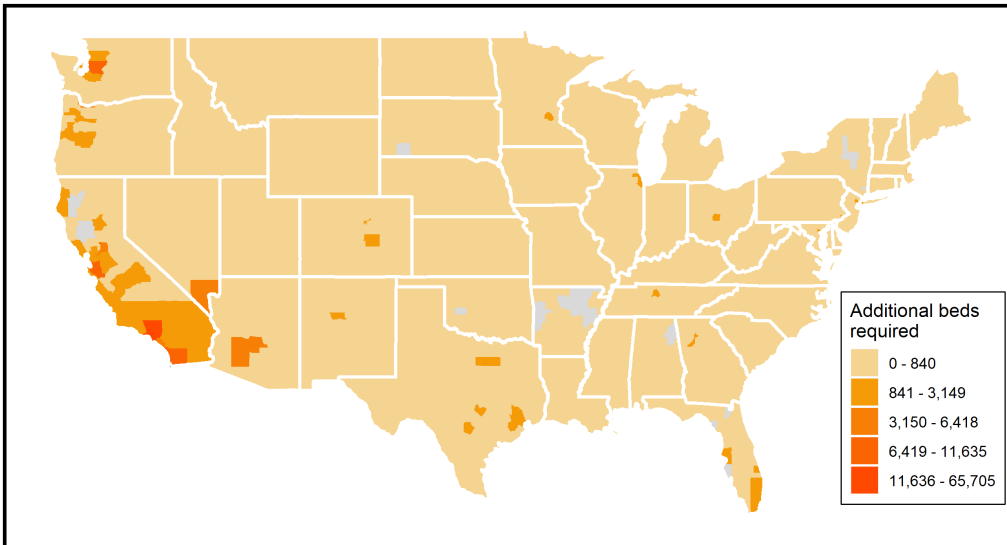 Additional beds
required
0 - 840
841 - 3,149
3,150 - 6,418
6,419 - 11,635
11,636 - 65,705